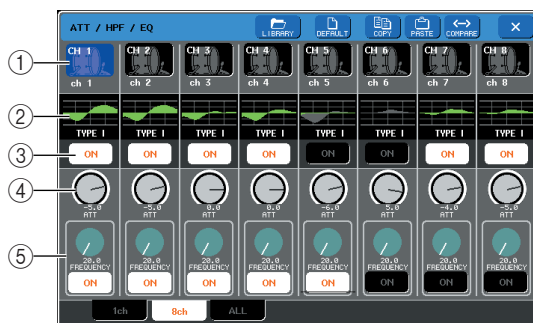 ATT / HPF / EQ LIBRARY DEFAULT COPY PASTE COMPARE
① CH 1 CH 2 CH 3 CH 4 CH 5 CH 6 CH 7 CH 8
ch 1 ch 2 ch 3 ch 4 ch 5 ch 6 ch 7 ch 8
②
TYPE I TYPE I TYPE I TYPE I TYPE I TYPE I TYPE I TYPE I
③ ON ON ON ON ON ON ON ON
④
-5.0 -5.0 0.0 0.0 -6.0 5.0 -4.0 -5.0
ATT ATT ATT ATT ATT ATT ATT ATT
⑤
20.0 20.0 20.0 20.0 20.0 20.0 20.0 20.0
FREQUENCY FREQUENCY FREQUENCY FREQUENCY FREQUENCY FREQUENCY FREQUENCY FREQUENCY
ON ON ON ON ON ON ON ON
1ch 8ch ALL